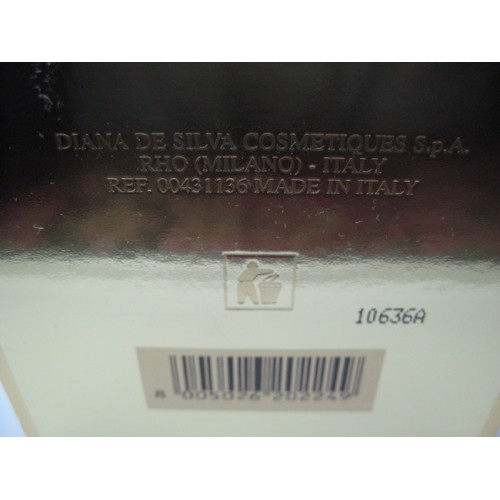 DIANA DE SILVA COSMETIQUES S.p.A.
RHO (MILANO) - ITALY
REF. 00431136 MADE IN ITALY
10636A
8 005026 202249